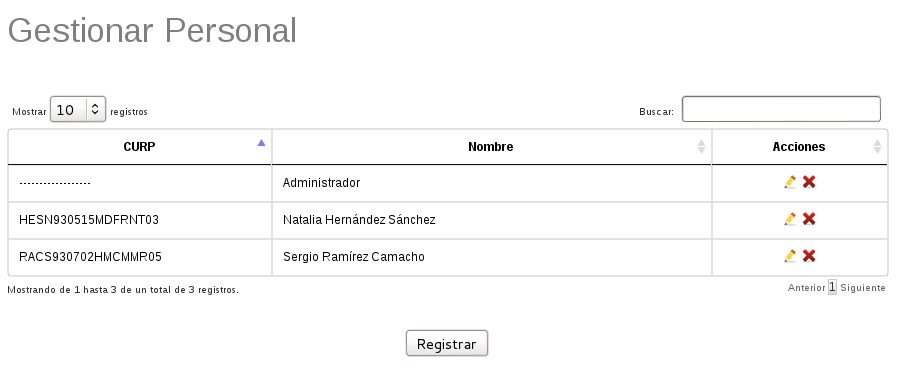 Gestionar Personal
Mostrar 10 registros Buscar:
CURP Nombre Acciones
------------------ Administrador
HESN930515MDFRNT03 Natalia Hernández Sánchez
RACS930702HMCMMR05 Sergio Ramírez Camacho
Mostrando de 1 hasta 3 de un total de 3 registros. Anterior 1 Siguiente
Registrar